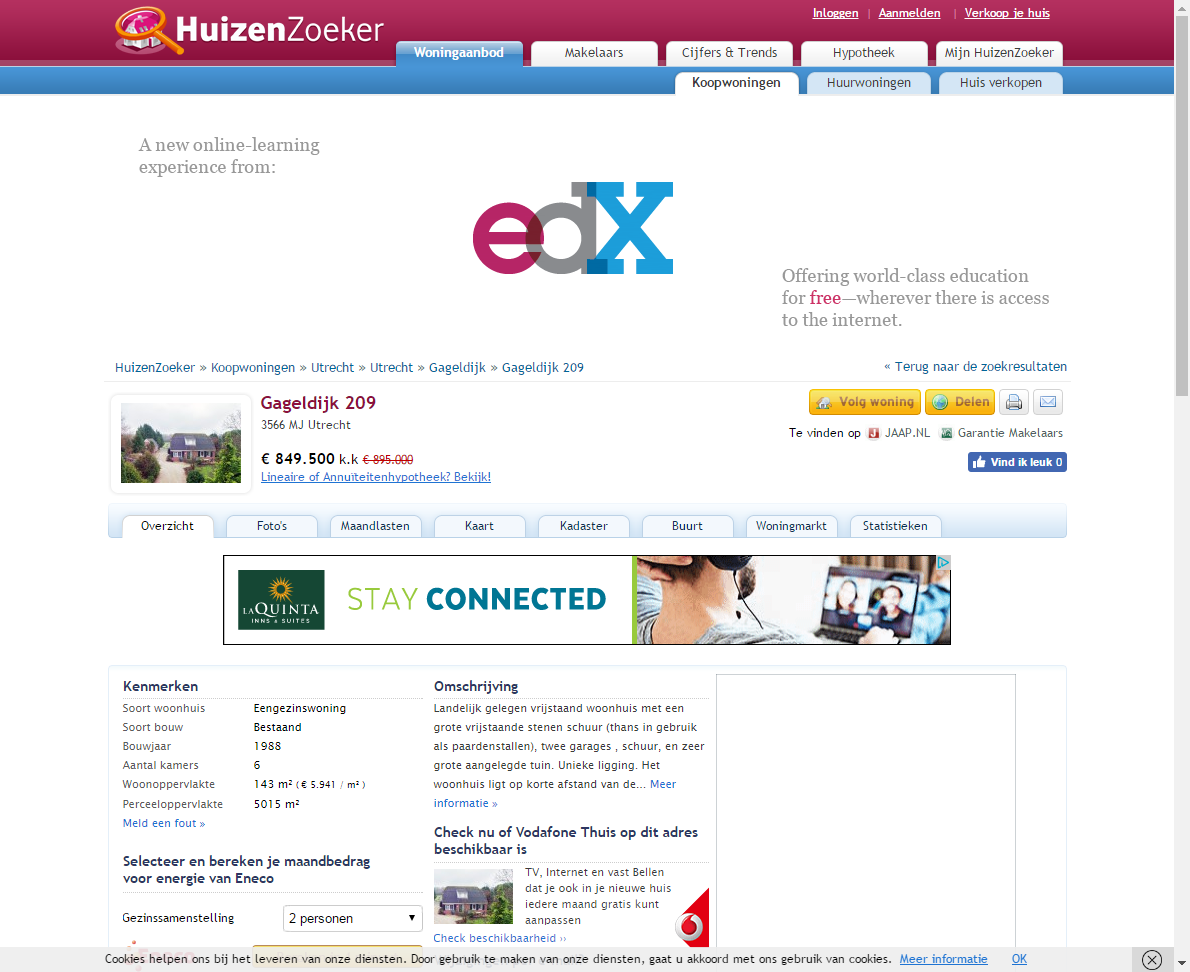 Inloggen | Aanmelden | Verkoop je huis
HuizenZoeker
Woningaanbod Makelaars Cijfers & Trends Hypotheek Mijn HuizenZoeker
Koopwoningen Huurwoningen Huis verkopen
A new online-learning
experience from:
edX
Offering world-class education
for free—wherever there is access
to the internet.
HuizenZoeker » Koopwoningen » Utrecht » Utrecht » Gageldijk » Gageldijk 209
« Terug naar de zoekresultaten
Gageldijk 209
3566 MJ Utrecht
€ 849.500 k.k € 895.000
Lineaire of Annuïteitenhypotheek? Bekijk!
Volg woning Delen
Te vinden op JAAP.NL Garantie Makelaars
Vind ik leuk 0
Overzicht Foto's Maandlasten Kaart Kadaster Buurt Woningmarkt Statistieken
LAQUINTA
INNS & SUITES
STAY CONNECTED
Kenmerken
Soort woonhuis Eengezinswoning
Soort bouw Bestaand
Bouwjaar 1988
Aantal kamers 6
Woonoppervlakte 143 m² ( € 5.941 / m² )
Perceeloppervlakte 5015 m²
Meld een fout »
Selecteer en bereken je maandbedrag
voor energie van Eneco
Gezinssamenstelling 2 personen
Omschrijving
Landelijk gelegen vrijstaand woonhuis met een
grote vrijstaande stenen schuur (thans in gebruik
als paardenstallen), twee garages , schuur, en zeer
grote aangelegde tuin. Unieke ligging. Het
woonhuis ligt op korte afstand van de... Meer
informatie »
Check nu of Vodafone Thuis op dit adres
beschikbaar is
TV, Internet en vast Bellen
dat je ook in je nieuwe huis
iedere maand gratis kunt
aanpassen
Check beschikbaarheid ››
Cookies helpen ons bij het leveren van onze diensten. Door gebruik te maken van onze diensten, gaat u akkoord met ons gebruik van cookies. Meer informatie OK